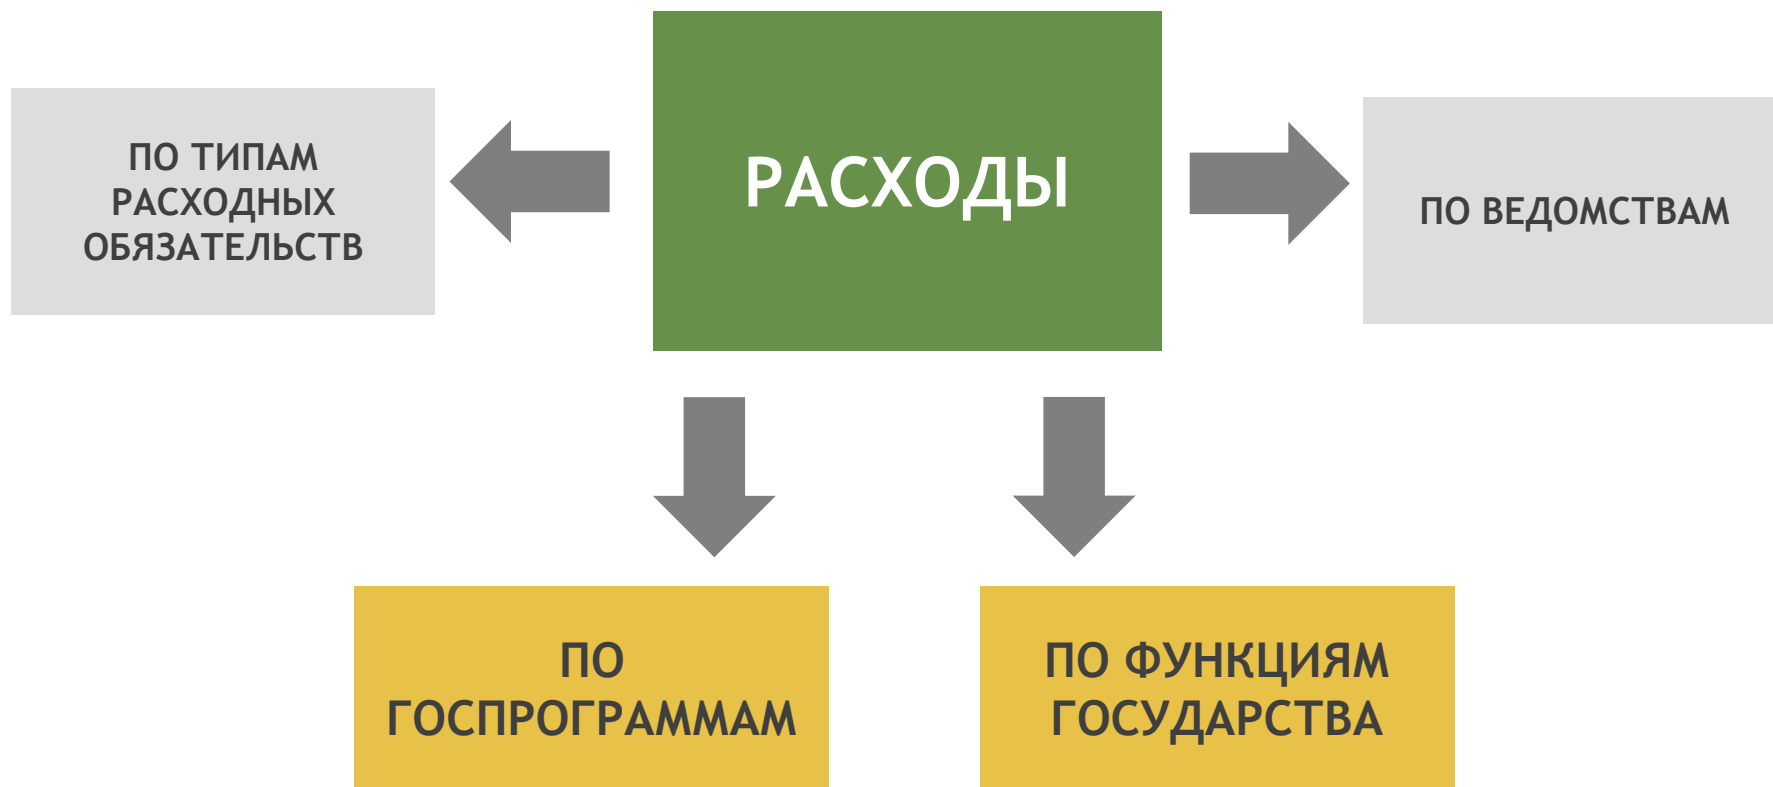 РАСХОДЫ
ПО ТИПАМ
РАСХОДНЫХ
ОБЯЗАТЕЛЬСТВ
ПО ВЕДОМСТВАМ
ПО
ГОСПРОГРАММАМ
ПО ФУНКЦИЯМ
ГОСУДАРСТВА